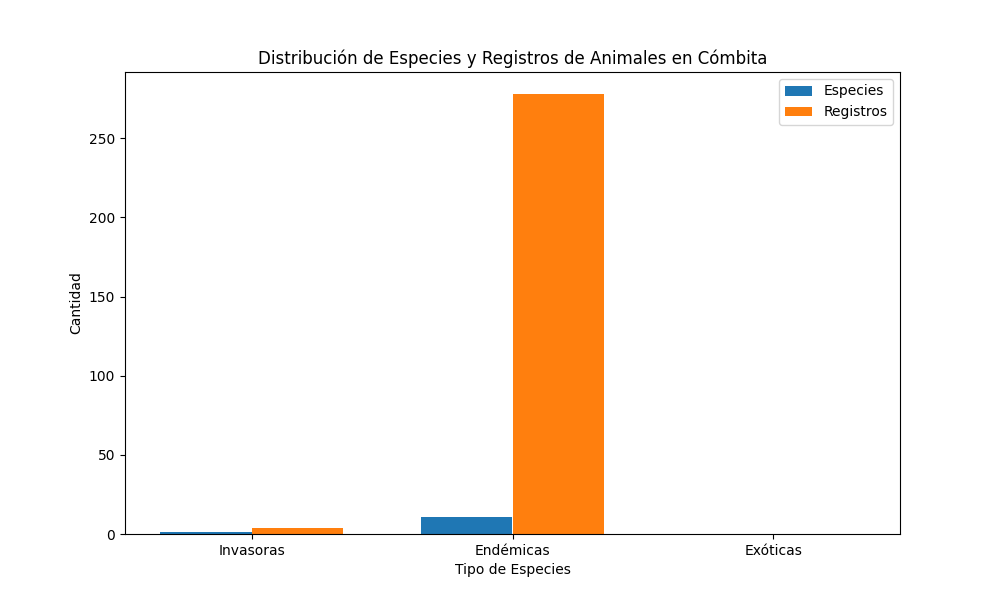 Distribución de Especies y Registros de Animales en Cómbita
Especies
Registros
250
200
150
100
50
0
Cantidad
Invasoras
Endémicas
Exóticas
Tipo de Especies